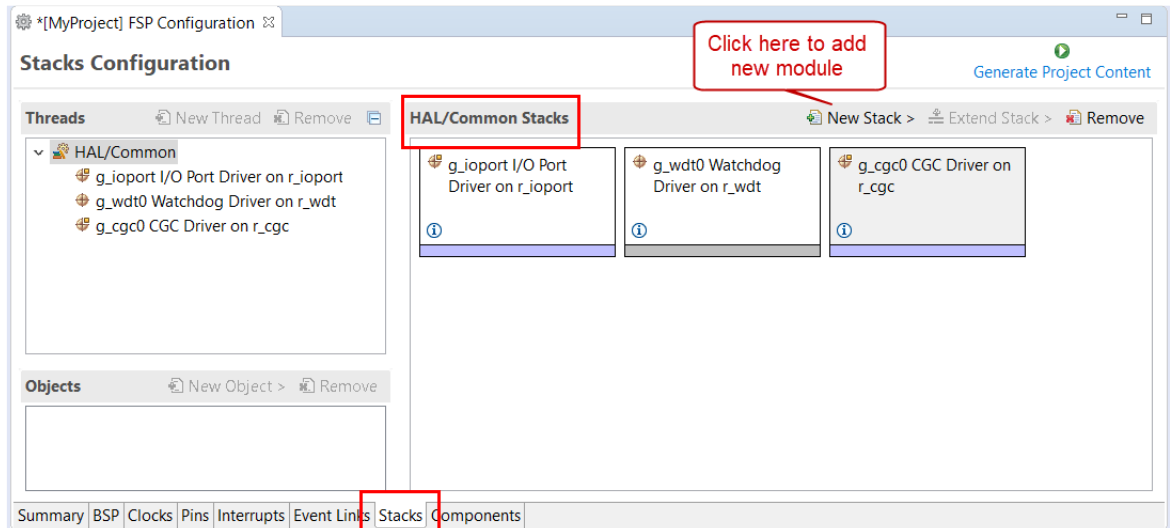 *[MyProject] FSP Configuration
Click here to add
new module
Stacks Configuration
Generate Project Content
Threads
New Thread
Remove
HAL/Common Stacks
New Stack >
Extend Stack >
Remove
HAL/Common
g_ioport I/O Port Driver on r_ioport
g_wdt0 Watchdog Driver on r_wdt
g_cgc0 CGC Driver on r_cgc
g_ioport I/O Port
Driver on r_ioport
g_wdt0 Watchdog
Driver on r_wdt
g_cgc0 CGC Driver on
r_cgc
Objects
New Object >
Remove
Summary
BSP
Clocks
Pins
Interrupts
Event Links
Stacks
Components